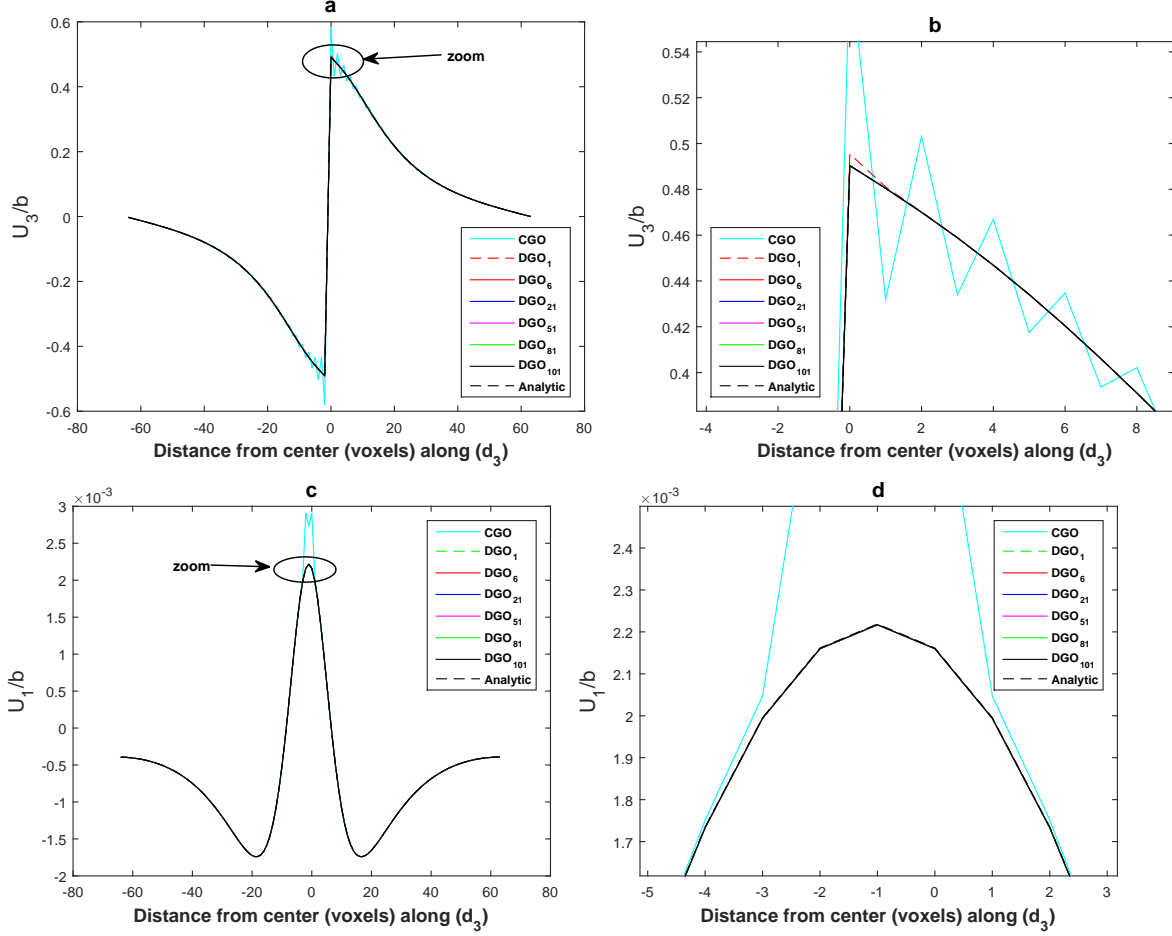 a
0.6
0.4
0.2
0
-0.2
-0.4
-0.6
U3/b
zoom
CGO
DGO1
DGO6
DGO21
DGO51
DGO81
DGO101
Analytic
-80 -60 -40 -20 0 20 40 60 80
Distance from center (voxels) along (d3)
b
0.54
0.52
0.5
0.48
0.46
0.44
0.42
0.4
U3/b
CGO
DGO1
DGO6
DGO21
DGO51
DGO81
DGO101
Analytic
-4 -2 0 2 4 6 8
Distance from center (voxels) along (d3)
c
×10-3
3
2.5
2
1.5
1
0.5
0
-0.5
-1
-1.5
-2
U1/b
zoom
CGO
DGO1
DGO6
DGO21
DGO51
DGO81
DGO101
Analytic
-80 -60 -40 -20 0 20 40 60 80
Distance from center (voxels) along (d3)
d
×10-3
2.4
2.3
2.2
2.1
2
1.9
1.8
1.7
U1/b
CGO
DGO1
DGO6
DGO21
DGO51
DGO81
DGO101
Analytic
-5 -4 -3 -2 -1 0 1 2 3
Distance from center (voxels) along (d3)